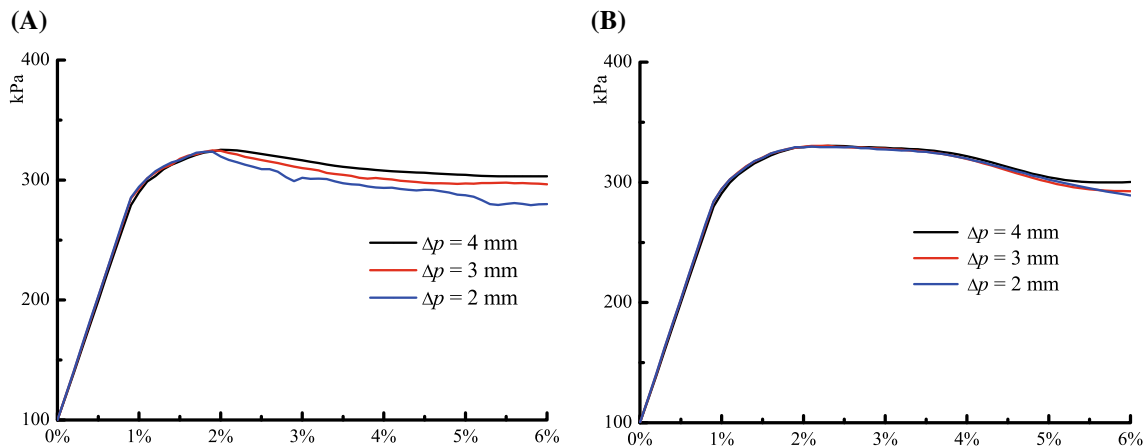 (A)
kPa
400
300
200
100
0%
1%
2%
3%
4%
5%
6%
Δp = 4 mm
Δp = 3 mm
Δp = 2 mm
(B)
kPa
400
300
200
100
0%
1%
2%
3%
4%
5%
6%
Δp = 4 mm
Δp = 3 mm
Δp = 2 mm